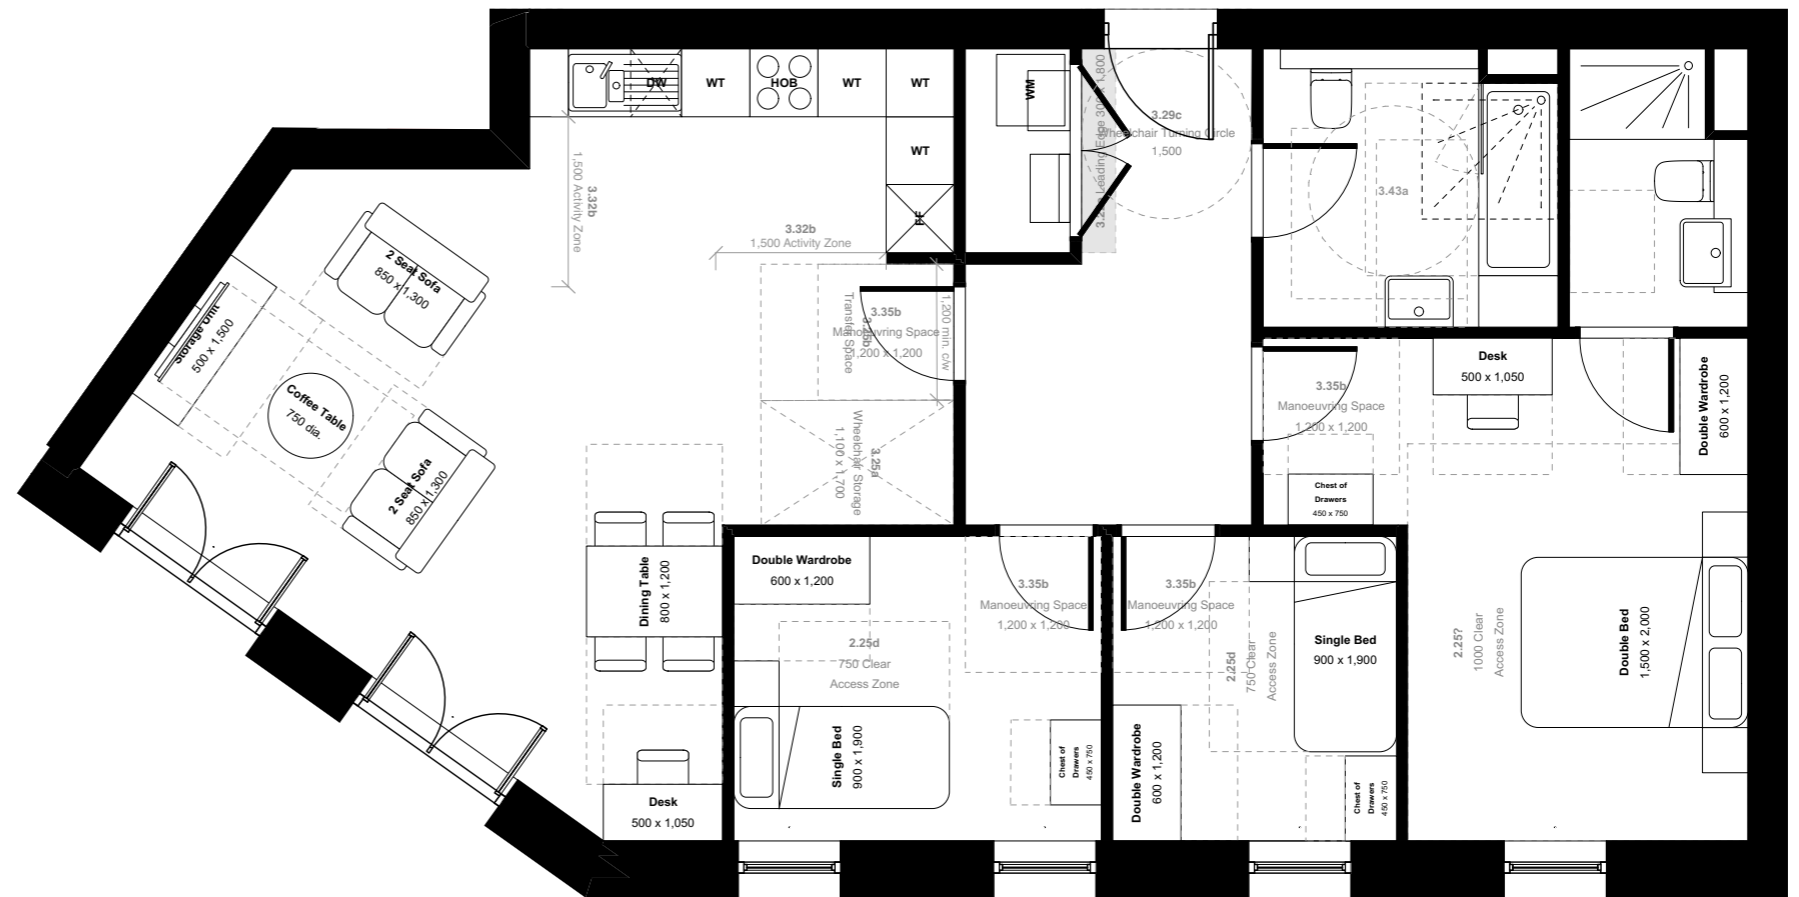 DW
WT
HOB
WT
WT
WT
FF
WM
3.32b
1,500 Activity Zone
3.32b
1,500 Activity Zone
3.29c
Wheelchair Turning Circle
1,500
Leading Edge 300 x 1,800
3.43a
2 Seat Sofa
850 x 1,300
Storage Unit
500 x 1,500
Coffee Table
750 dia.
2 Seat Sofa
850 x 1,300
3.35b
Manoeuvring Space
1,200 x 1,200
Transfer Space
1,200 min. c/w
3.25a
Wheelchair Storage
1,100 x 1,700
3.35b
Manoeuvring Space
1,200 x 1,200
Desk
500 x 1,050
Double Wardrobe
600 x 1,200
Chest of
Drawers
450 x 750
Dining Table
800 x 1,200
Double Wardrobe
600 x 1,200
3.35b
Manoeuvring Space
1,200 x 1,200
3.35b
Manoeuvring Space
1,200 x 1,200
2.25d
750 Clear
Access Zone
2.25d
750 Clear
Access Zone
Single Bed
900 x 1,900
2.25?
1000 Clear
Access Zone
Double Bed
1,500 x 2,000
Single Bed
900 x 1,900
Chest of
Drawers
450 x 750
Double Wardrobe
600 x 1,200
Chest of
Drawers
450 x 750
Desk
500 x 1,050